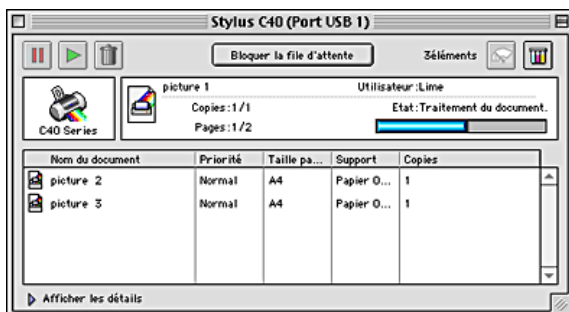 Stylus C40 (Port USB 1)
Bloquer la file d'attente
3éléments
C40 Series
picture 1
Utilisateur :Lime
Copies:1/1
Etat:Traitement du document.
Pages:1/2
Nom du document Priorité Taille pa... Support Copies
picture 2 Normal A4 Papier O... 1
picture 3 Normal A4 Papier O... 1
Afficher les détails